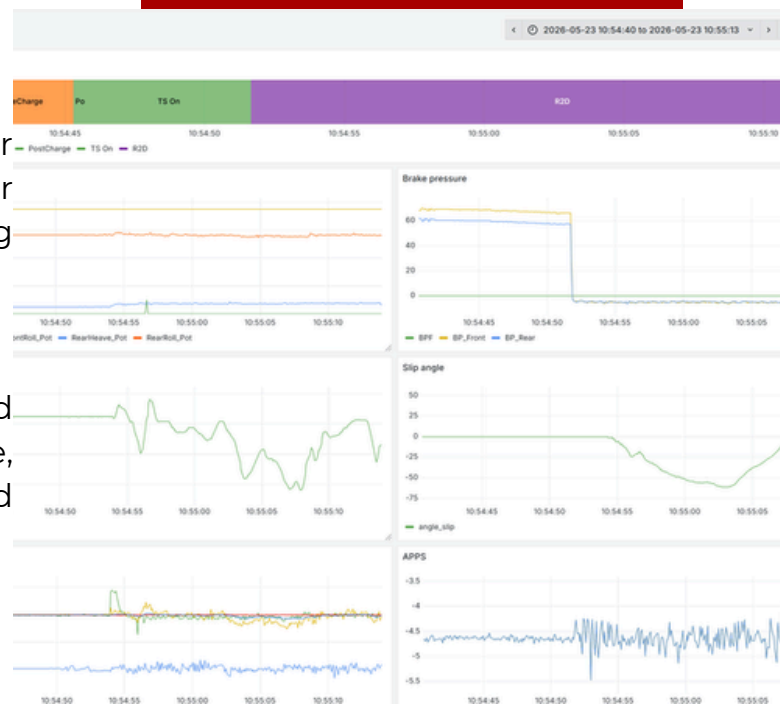 2026-05-23 10:54:40 to 2026-05-23 10:55:13
eCharge Po TS On R2D
10:54:45 10:54:50 10:54:55 10:55:00 10:55:05 10:55:10
PostCharge TS On R2D
r
r
g
Brake pressure
60
40
20
0
10:54:50 10:54:55 10:55:00 10:55:05 10:55:10
10:54:45 10:54:50 10:54:55 10:55:00 10:55:05
ontRoll_Pot RearHeave_Pot RearRoll_Pot
BPF BP_Front BP_Rear
Slip angle
50
25
0
-25
-50
-75
d
e,
d
10:54:50 10:54:55 10:55:00 10:55:05 10:55:10
10:54:45 10:54:50 10:54:55 10:55:00 10:55:05
angle_slip
APPS
-3.5
-4
-4.5
-5
-5.5
10:54:50 10:54:55 10:55:00 10:55:05 10:55:10
10:54:45 10:54:50 10:54:55 10:55:00 10:55:05